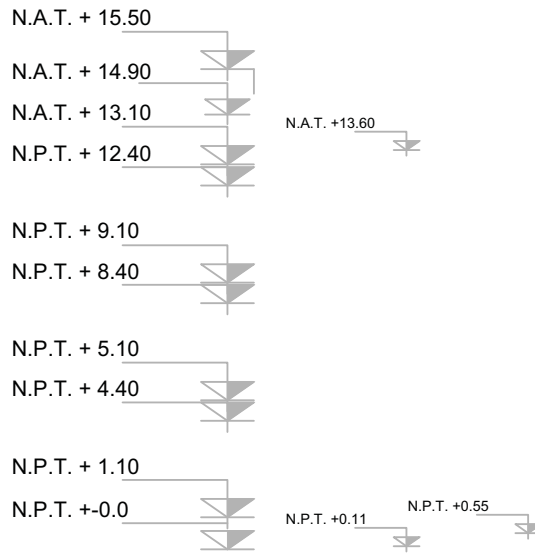 N.A.T. + 15.50
N.A.T. + 14.90
N.A.T. + 13.10
N.A.T. +13.60
N.P.T. + 12.40
N.P.T. + 9.10
N.P.T. + 8.40
N.P.T. + 5.10
N.P.T. + 4.40
N.P.T. + 1.10
N.P.T. +-0.0
N.P.T. +0.11
N.P.T. +0.55